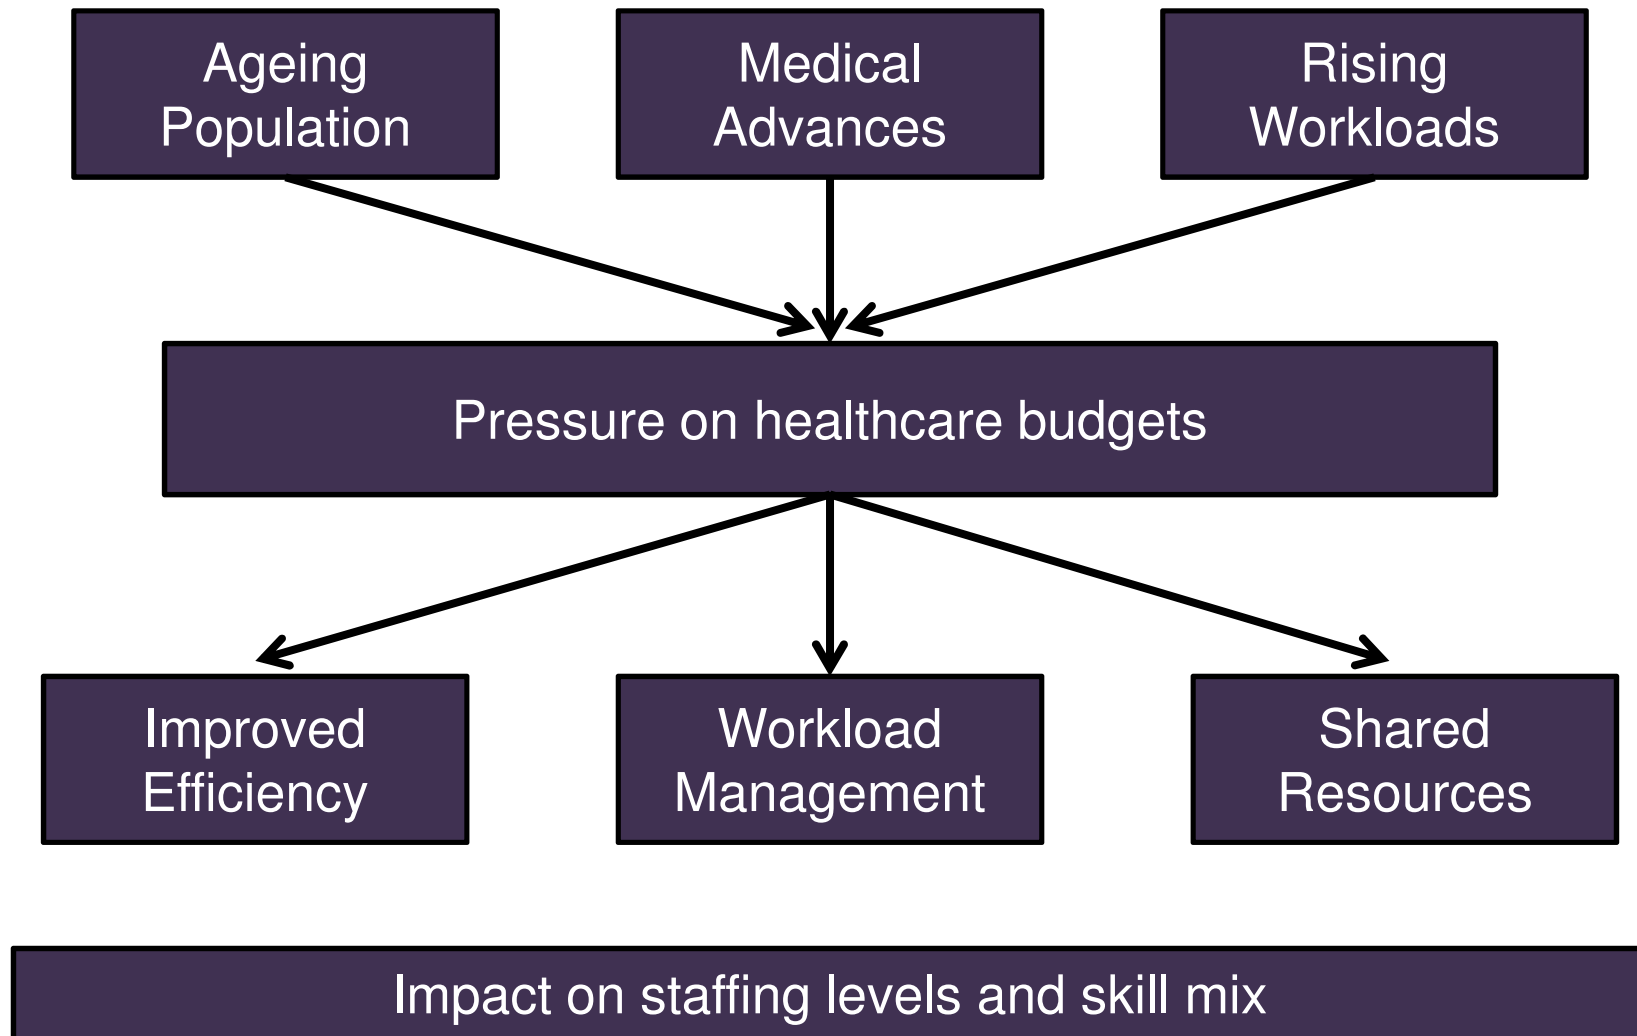 Ageing
Population
Medical
Advances
Rising
Workloads
Pressure on healthcare budgets
Improved
Efficiency
Workload
Management
Shared
Resources
Impact on staffing levels and skill mix